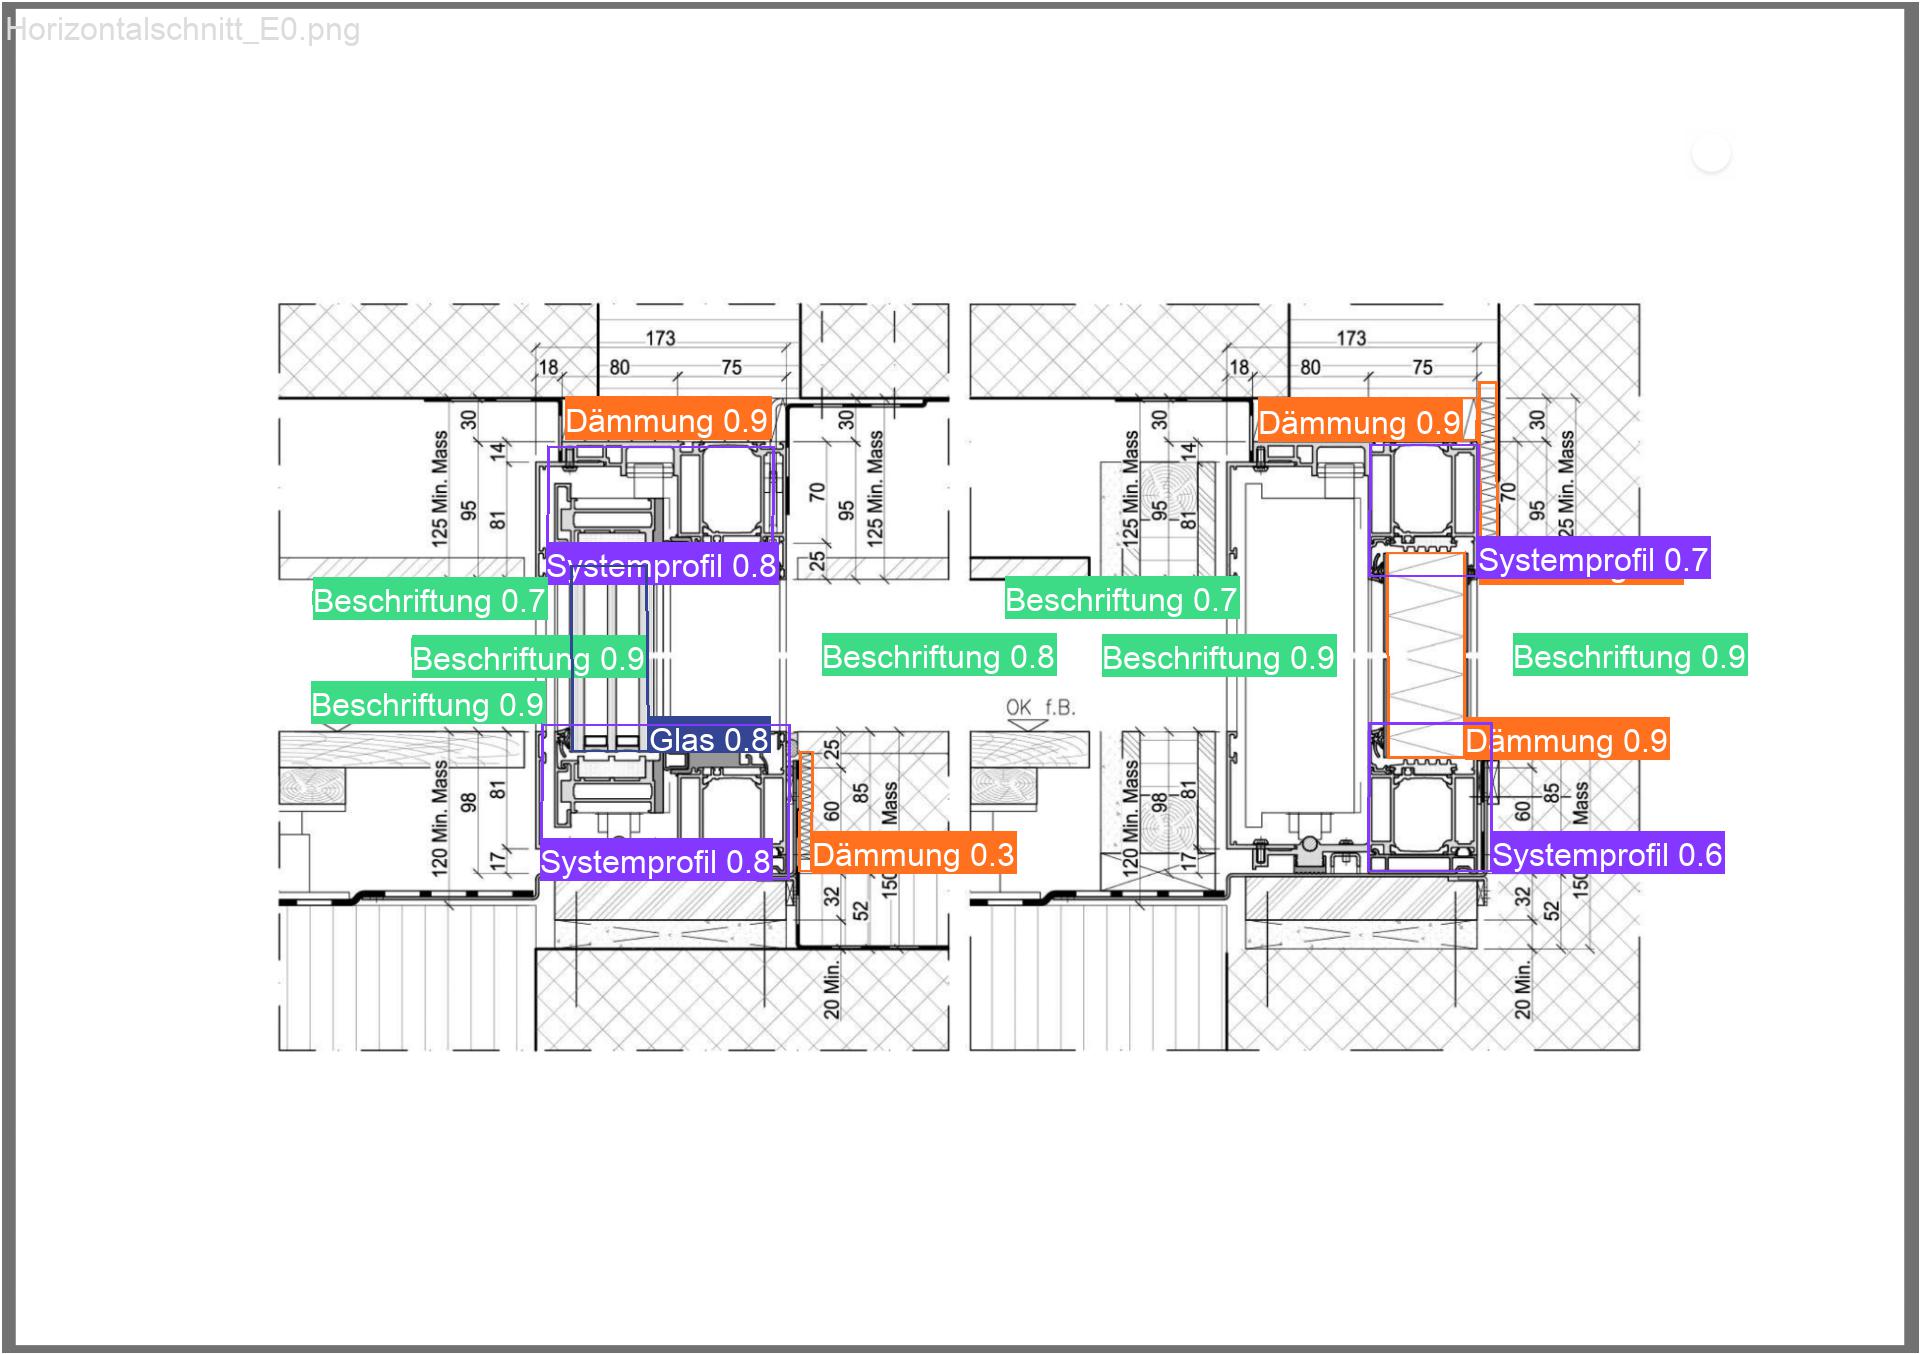 Horizontalschnitt_E0.png
173
18 80 75
Dämmung 0.9
30
14
125 Min. Mass
95
81
30
70
95
125 Min. Mass
25
Systemprofil 0.8
Beschriftung 0.7
Beschriftung 0.9
Beschriftung 0.9
Beschriftung 0.8
Glas 0.8
25
81
98
120 Min. Mass
17
60
85
Mass
150
Systemprofil 0.8
Dämmung 0.3
32
52
20 Min.
173
18 80 75
Dämmung 0.9
30
14
125 Min. Mass
95
81
30
70
95
25 Min. Mass
Systemprofil 0.7
Beschriftung 0.7
Beschriftung 0.9
Beschriftung 0.9
OK f.B.
Dämmung 0.9
81
98
120 Min. Mass
17
60
85
Mass
150
Systemprofil 0.6
32
52
20 Min.